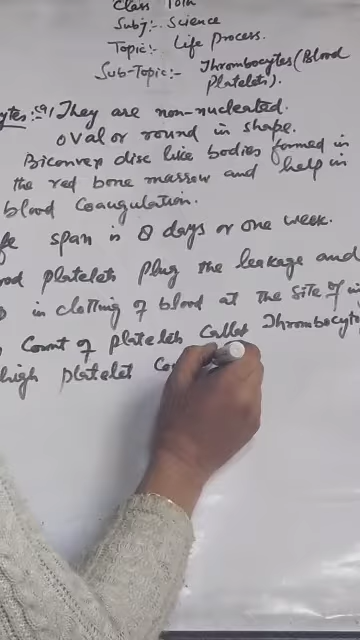 Class 10th
Subj:- Science
Topic:- Life Process.
Sub-Topic:- Thrombocytes (Blood
Platelets).
ytes:- They are non-nucleated.
oval or round in shape.
Biconvex disc like bodies formed in
the red bone marrow and help in
blood Coagulation.
fe span is 8 days or one week.
ood platelets Plug the leakage and
in clotting of blood at the site of in
Count of Platelets Called Thrombocyto
high platelet Co